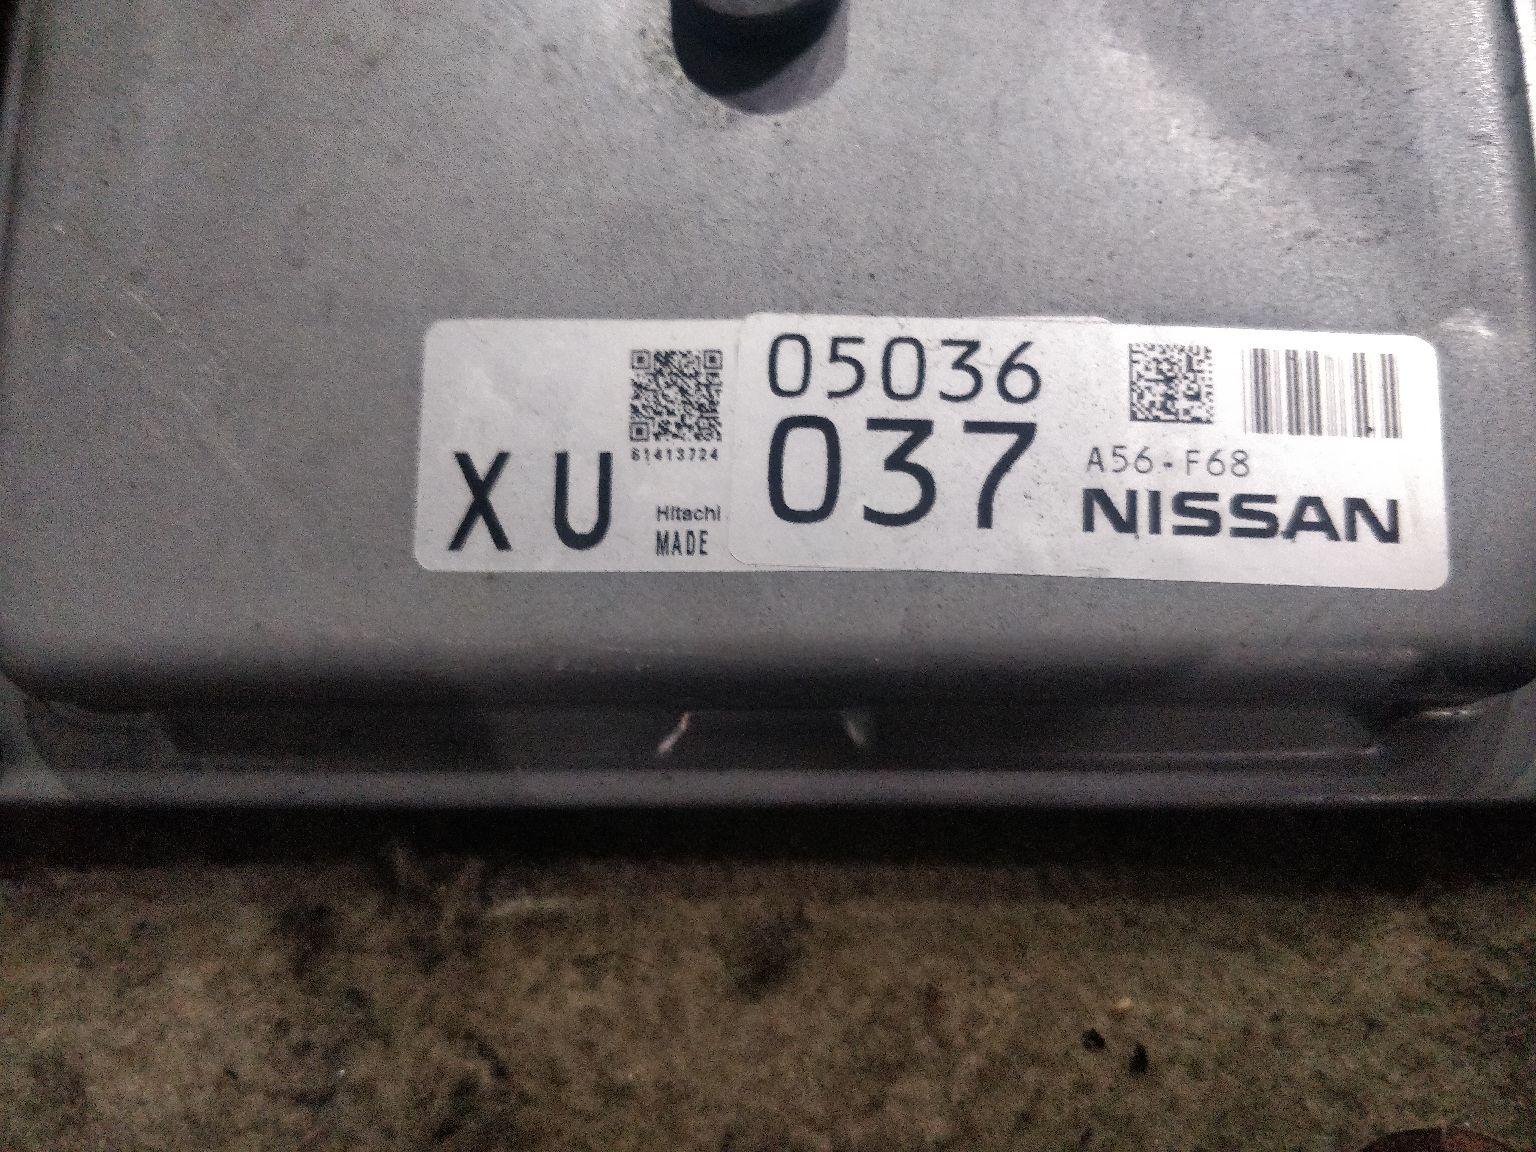 XU
61413724
Hitachi
MADE
05036
037
A56-F68
NISSAN